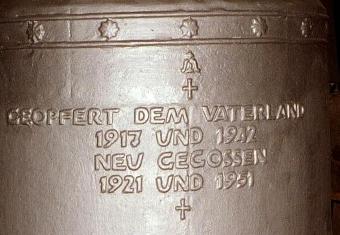 GEOPFERT DEM VATERLAND
1917 UND 1942
NEU GEGOSSEN
1921 UND 1951